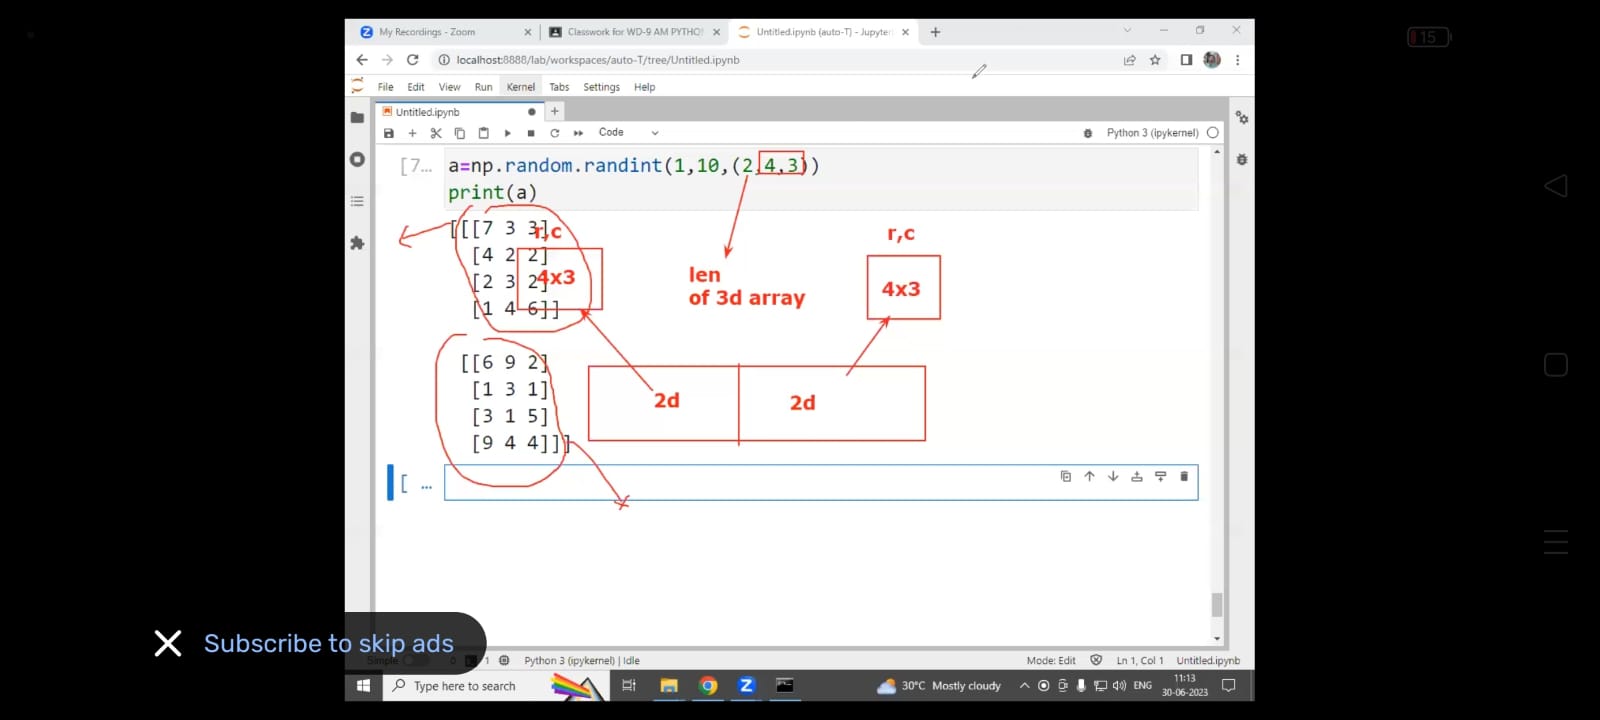 My Recordings - Zoom
Classwork for WD-9 AM PYTHO
Untitled.ipynb (auto-T) - Jupyte
15
localhost:8888/lab/workspaces/auto-T/tree/Untitled.ipynb
File Edit View Run Kernel Tabs Settings Help
Untitled.ipynb
Code
Python 3 (ipykernel)
[7... a=np.random.randint(1,10,(2,4,3))
print(a)
[[[7 3 3]
r,c
r,c
[4 2 2]
[2 3 2]
4x3
len
of 3d array
4x3
[1 4 6]]
[[6 9 2]
[1 3 1]
2d
2d
[3 1 5]
[9 4 4]]]
[ ...
Subscribe to skip ads
Simple 0 1 Python 3 (ipykernel) | Idle
Mode: Edit Ln 1, Col 1 Untitled.ipynb
Type here to search
30°C Mostly cloudy
ENG
11:13
30-06-2023